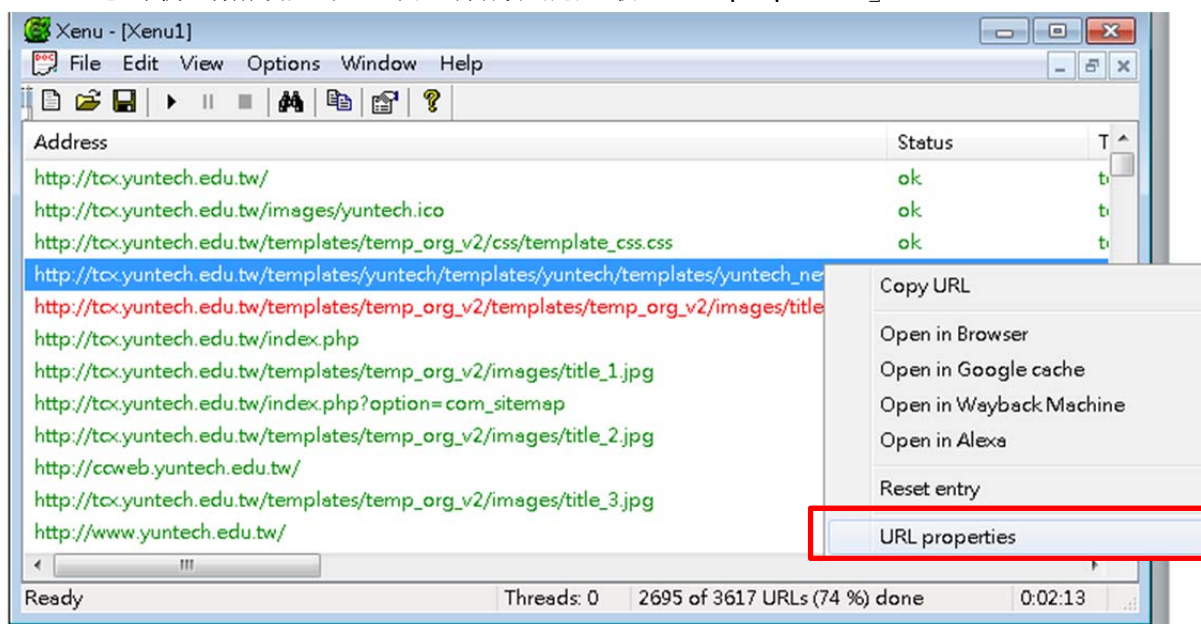 Xenu - [Xenu1]
File Edit View Options Window Help
Address Status T
http://tcx.yuntech.edu.tw/ ok
http://tcx.yuntech.edu.tw/images/yuntech.ico ok
http://tcx.yuntech.edu.tw/templates/temp_org_v2/css/template_css.css ok
http://tcx.yuntech.edu.tw/templates/yuntech/templates/yuntech/templates/yuntech_ne
http://tcx.yuntech.edu.tw/templates/temp_org_v2/templates/temp_org_v2/images/title
http://tcx.yuntech.edu.tw/index.php
http://tcx.yuntech.edu.tw/templates/temp_org_v2/images/title_1.jpg
http://tcx.yuntech.edu.tw/index.php?option=com_sitemap
http://tcx.yuntech.edu.tw/templates/temp_org_v2/images/title_2.jpg
http://ccweb.yuntech.edu.tw/
http://tcx.yuntech.edu.tw/templates/temp_org_v2/images/title_3.jpg
http://www.yuntech.edu.tw/
Copy URL
Open in Browser
Open in Google cache
Open in Wayback Machine
Open in Alexa
Reset entry
URL properties
Ready Threads: 0 2695 of 3617 URLs (74 %) done 0:02:13